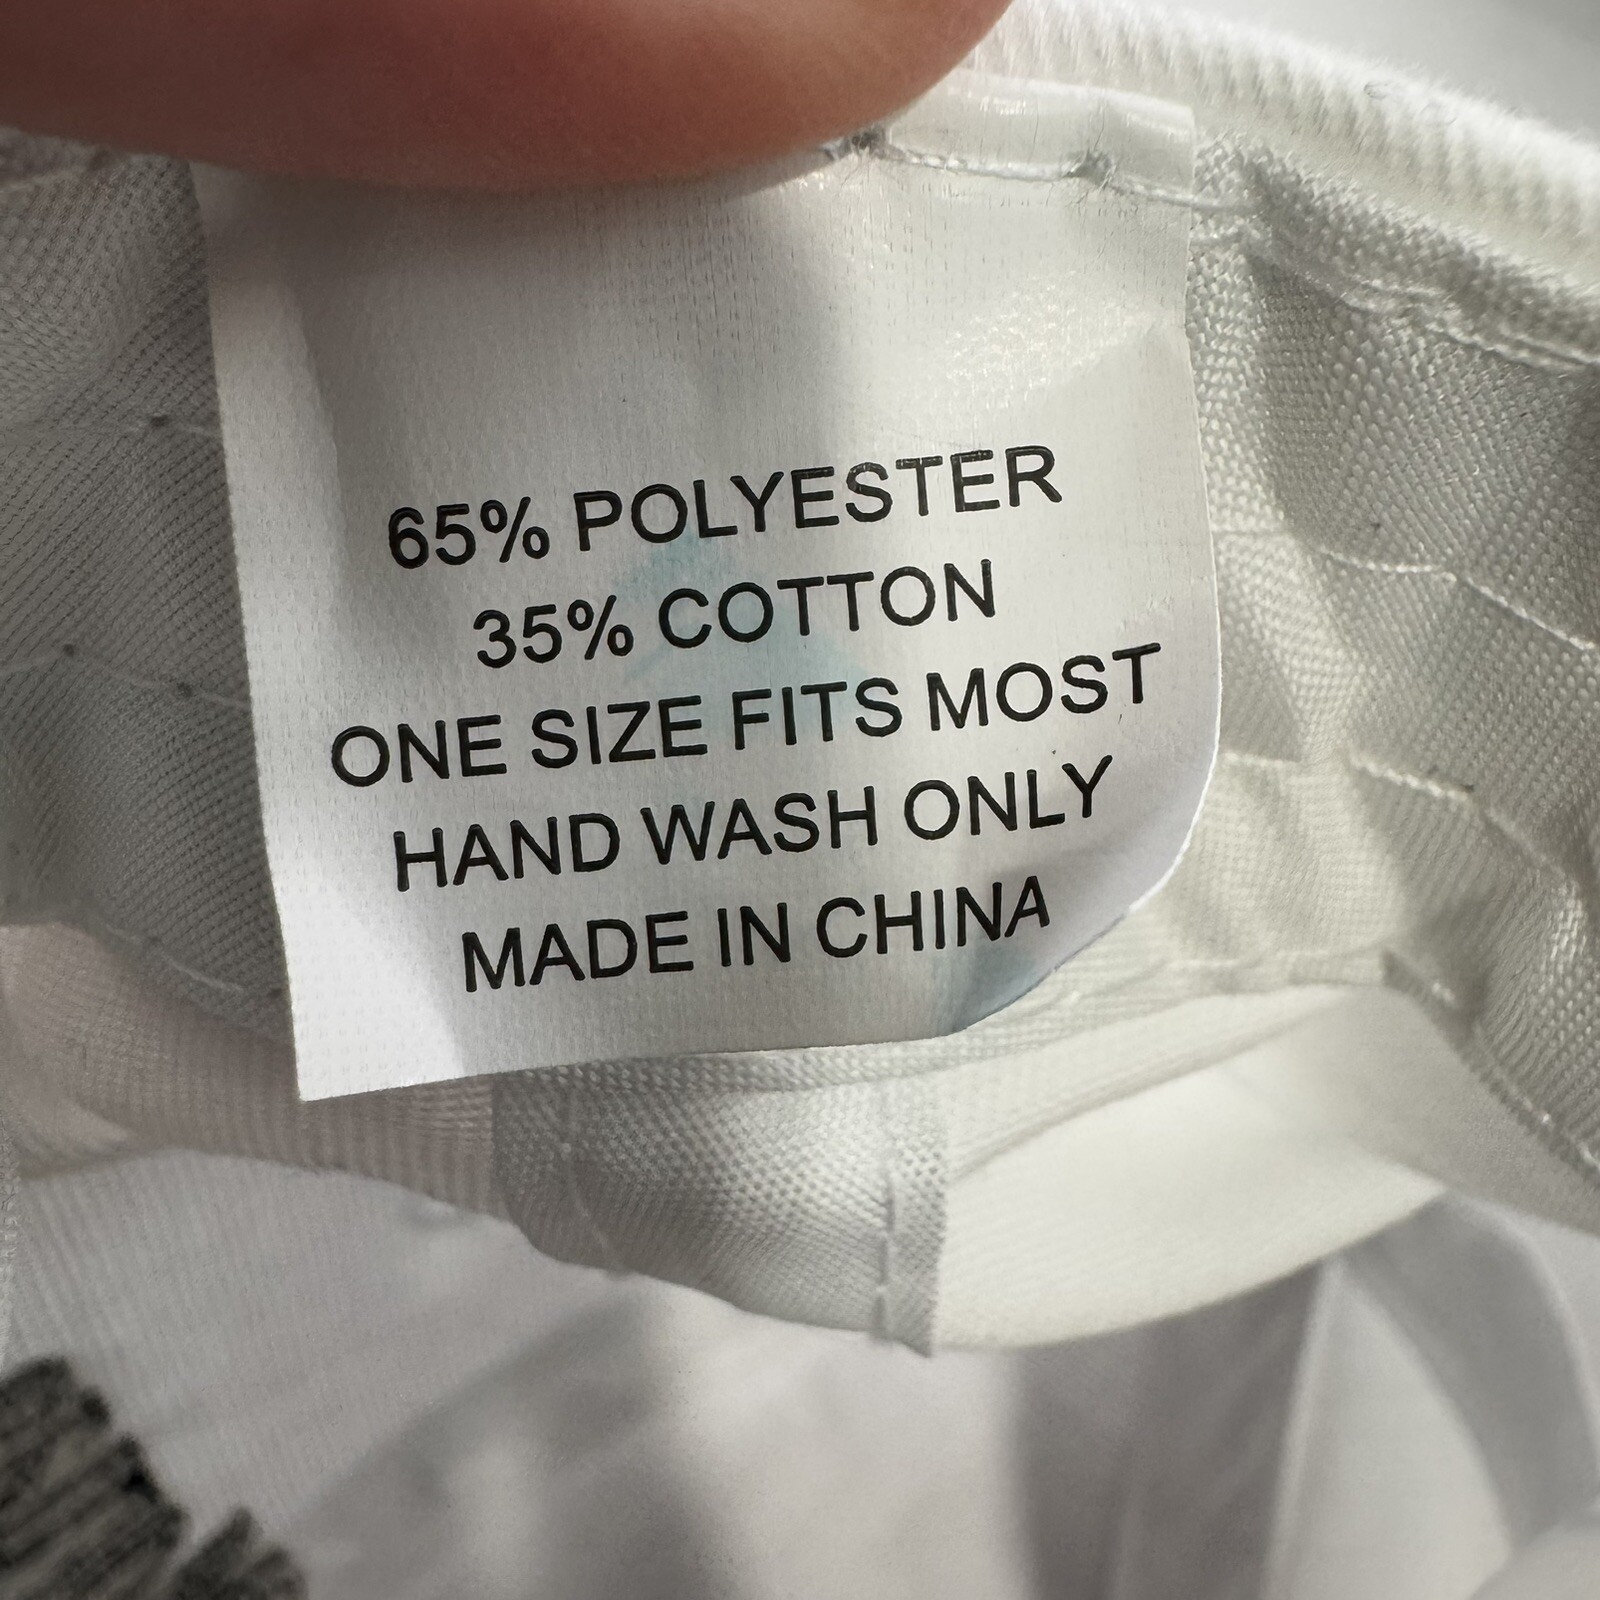 65% POLYESTER
35% COTTON
ONE SIZE FITS MOST
HAND WASH ONLY
MADE IN CHINA